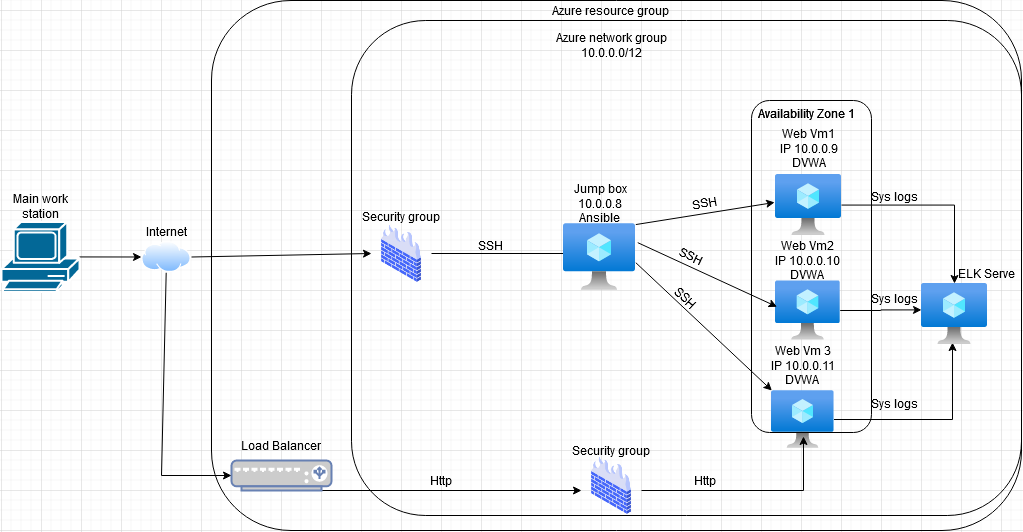 Azure resource group
Azure network group
10.0.0.0/12
Availability Zone 1
Web Vm1
IP 10.0.0.9
DVWA
Main work
station
Jump box
10.0.0.8
Ansible
SSH
Sys logs
Internet
Security group
SSH
SSH
Web Vm2
IP 10.0.0.10
DVWA
ELK Serve
SSH
Sys logs
Web Vm 3
IP 10.0.0.11
DVWA
Sys logs
Load Balancer
Security group
Http
Http